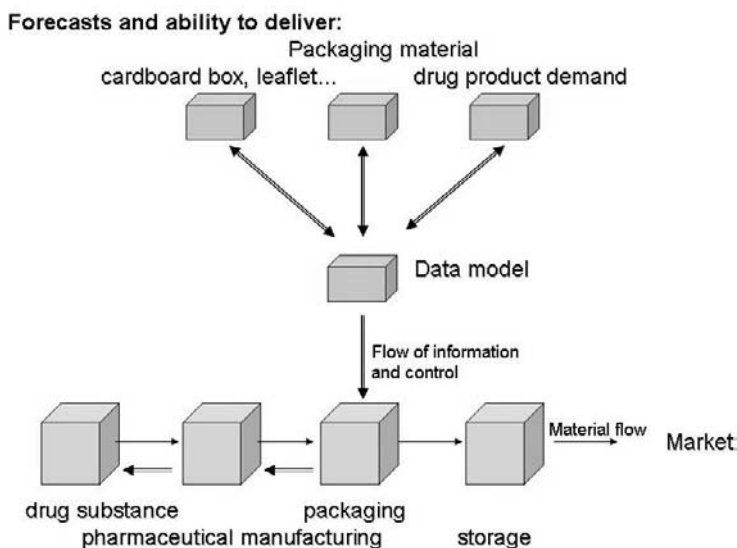 Forecasts and ability to deliver:
Packaging material
cardboard box, leaflet... drug product demand
Data model
Flow of information
and control
Material flow
Market
drug substance packaging
pharmaceutical manufacturing storage